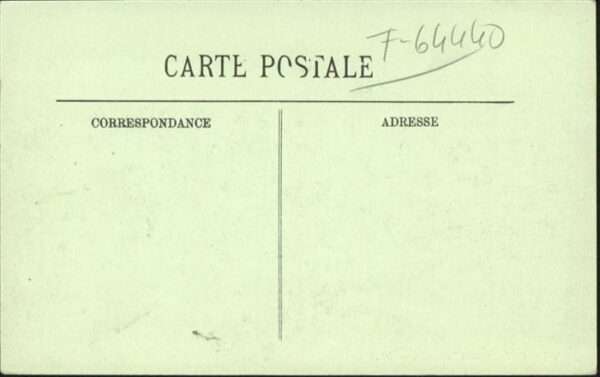 F-64440
CARTE POSTALE
CORRESPONDANCE
ADRESSE